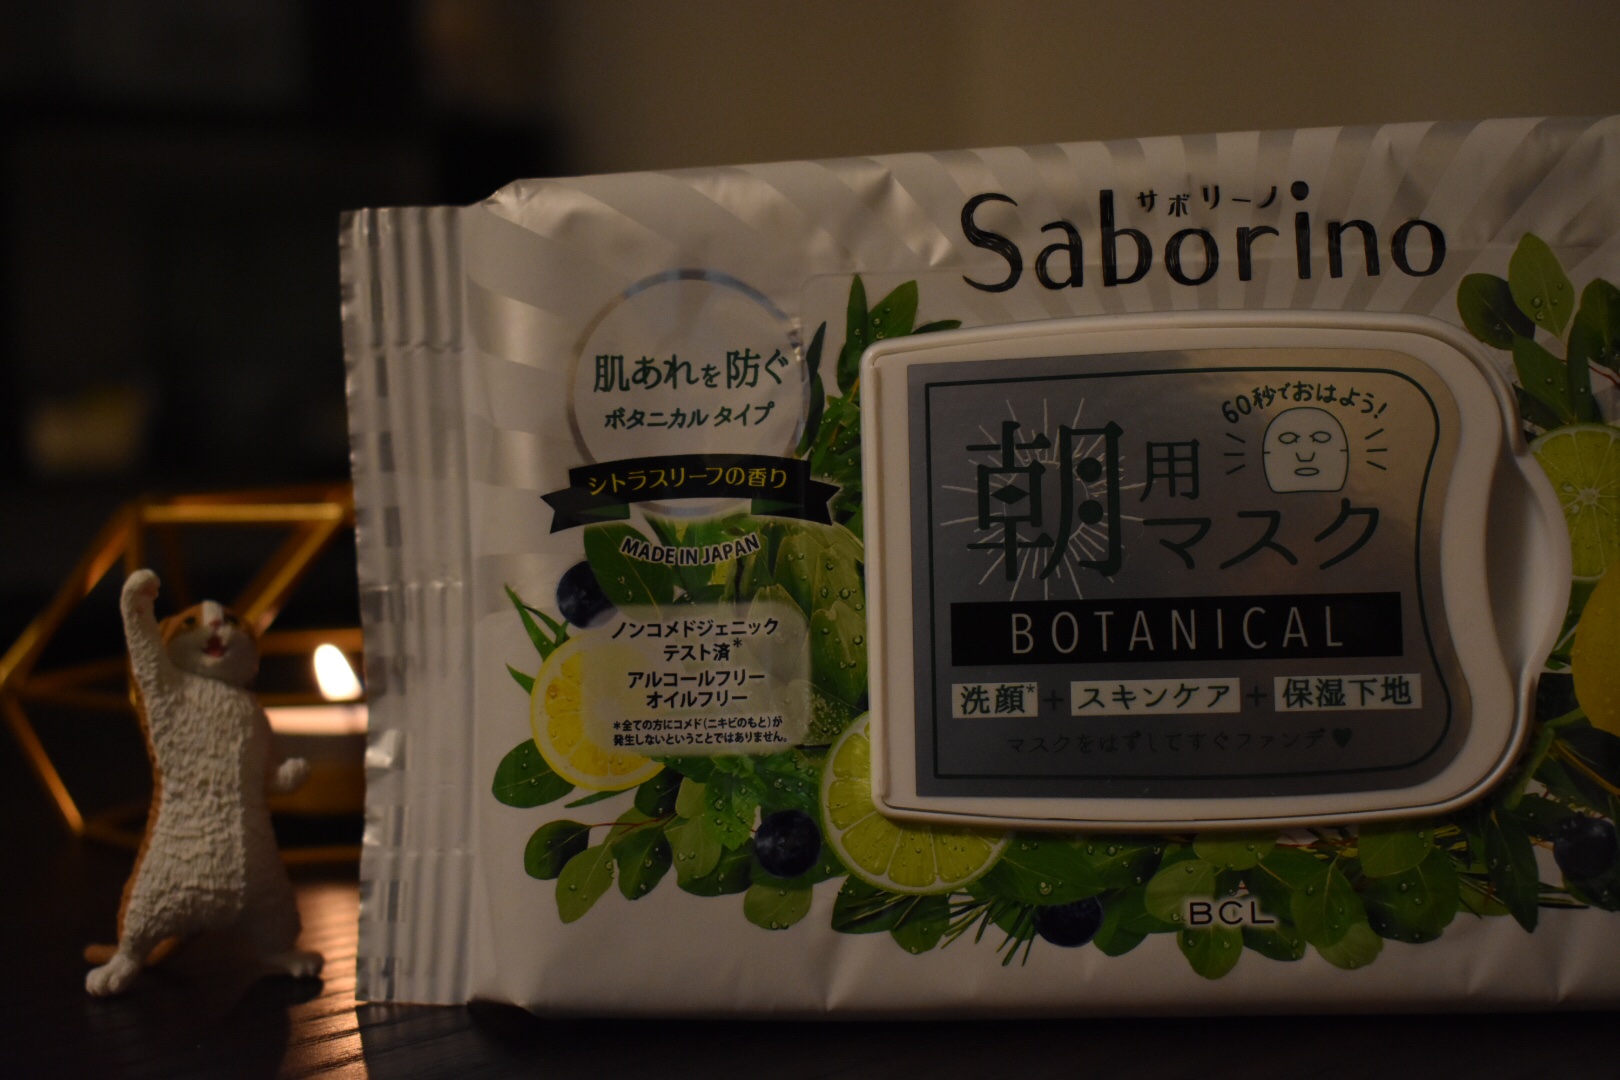 サボリーノ
Saborino
肌あれを防ぐ
ボタニカル タイプ
シトラスリーフの香り
MADE IN JAPAN
ノンコメドジェニック
テスト済*
アルコールフリー
オイルフリー
*全ての方にコメド(ニキビのもと)が
発生しないということではありません。
60秒でおはよう!
朝用
マスク
BOTANICAL
洗顔*+スキンケア+保湿下地
マスクをはずしてすぐファンデ♥
BCL